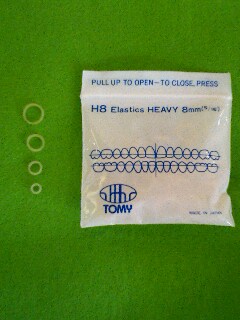 PULL UP TO OPEN – TO CLOSE, PRESS
H8 Elastics HEAVY 8mm
TOMY
MADE IN JAPAN